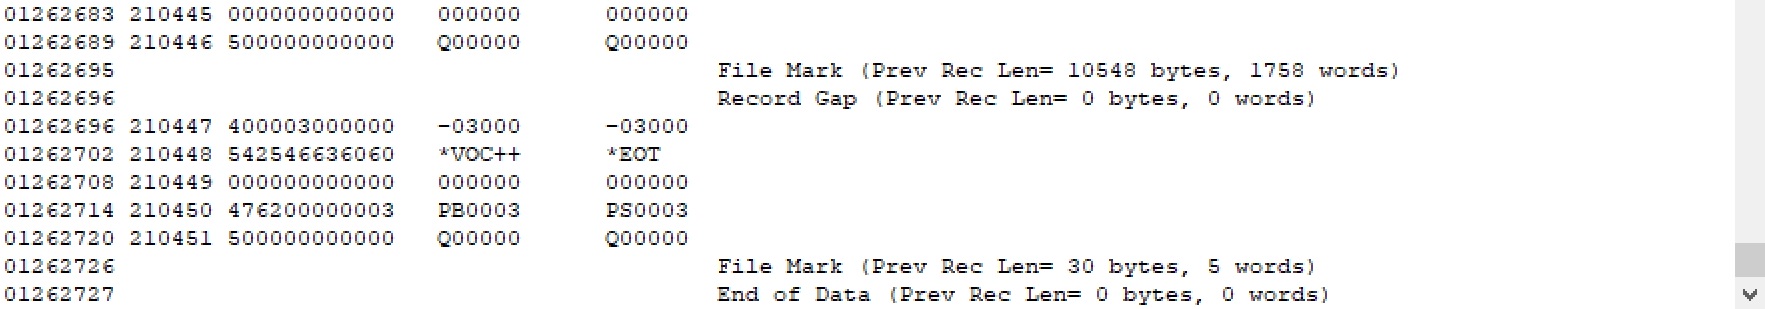 01262683 210445 000000000000   000000      000000
01262689 210446 500000000000   Q00000      Q00000
01262695                                           File Mark (Prev Rec Len= 10548 bytes, 1758 words)
01262696                                           Record Gap (Prev Rec Len= 0 bytes, 0 words)
01262696 210447 400003000000   -03000      -03000
01262702 210448 542546636060   *VOC++      *EOT
01262708 210449 000000000000   000000      000000
01262714 210450 476200000003   PB0003      PS0003
01262720 210451 500000000000   Q00000      Q00000
01262726                                           File Mark (Prev Rec Len= 30 bytes, 5 words)
01262727                                           End of Data (Prev Rec Len= 0 bytes, 0 words)